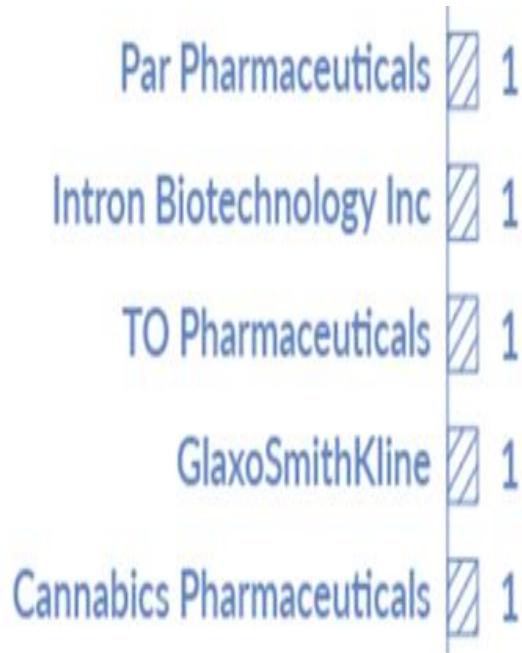 Par Pharmaceuticals 1
Intron Biotechnology Inc 1
TO Pharmaceuticals 1
GlaxoSmithKline 1
Cannabics Pharmaceuticals 1